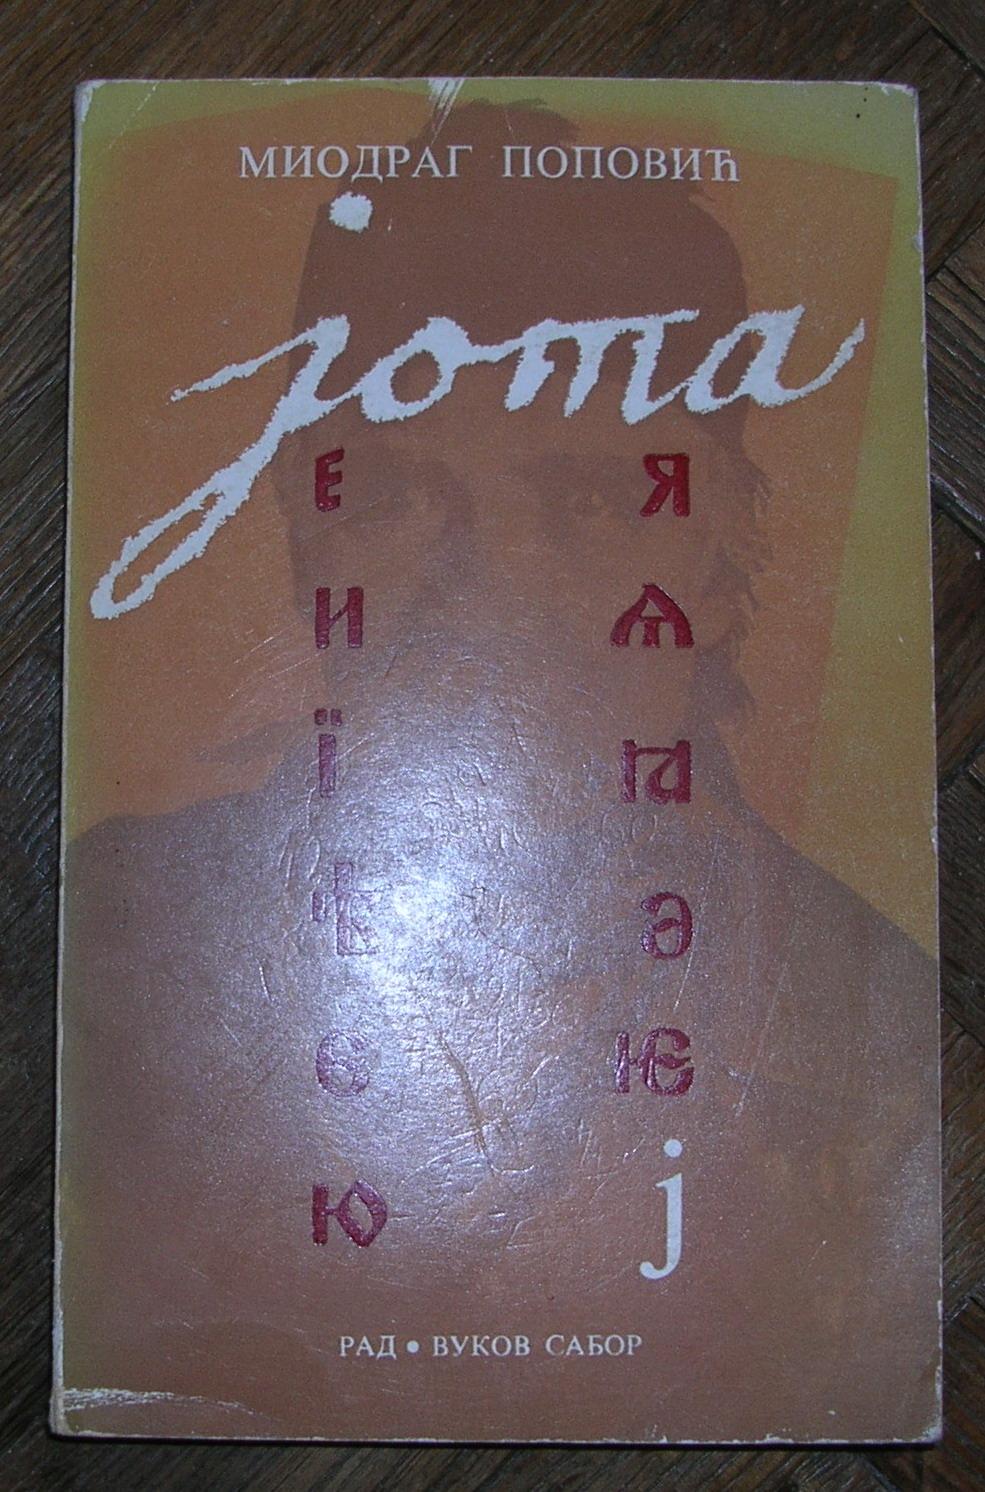 МИОДРАГ ПОПОВИЋ
јота
Е Я
И Ѧ
Ї Ꙗ
Ѣ Ә
Є Ѥ
Ю Ј
РАД • ВУКОВ САБОР